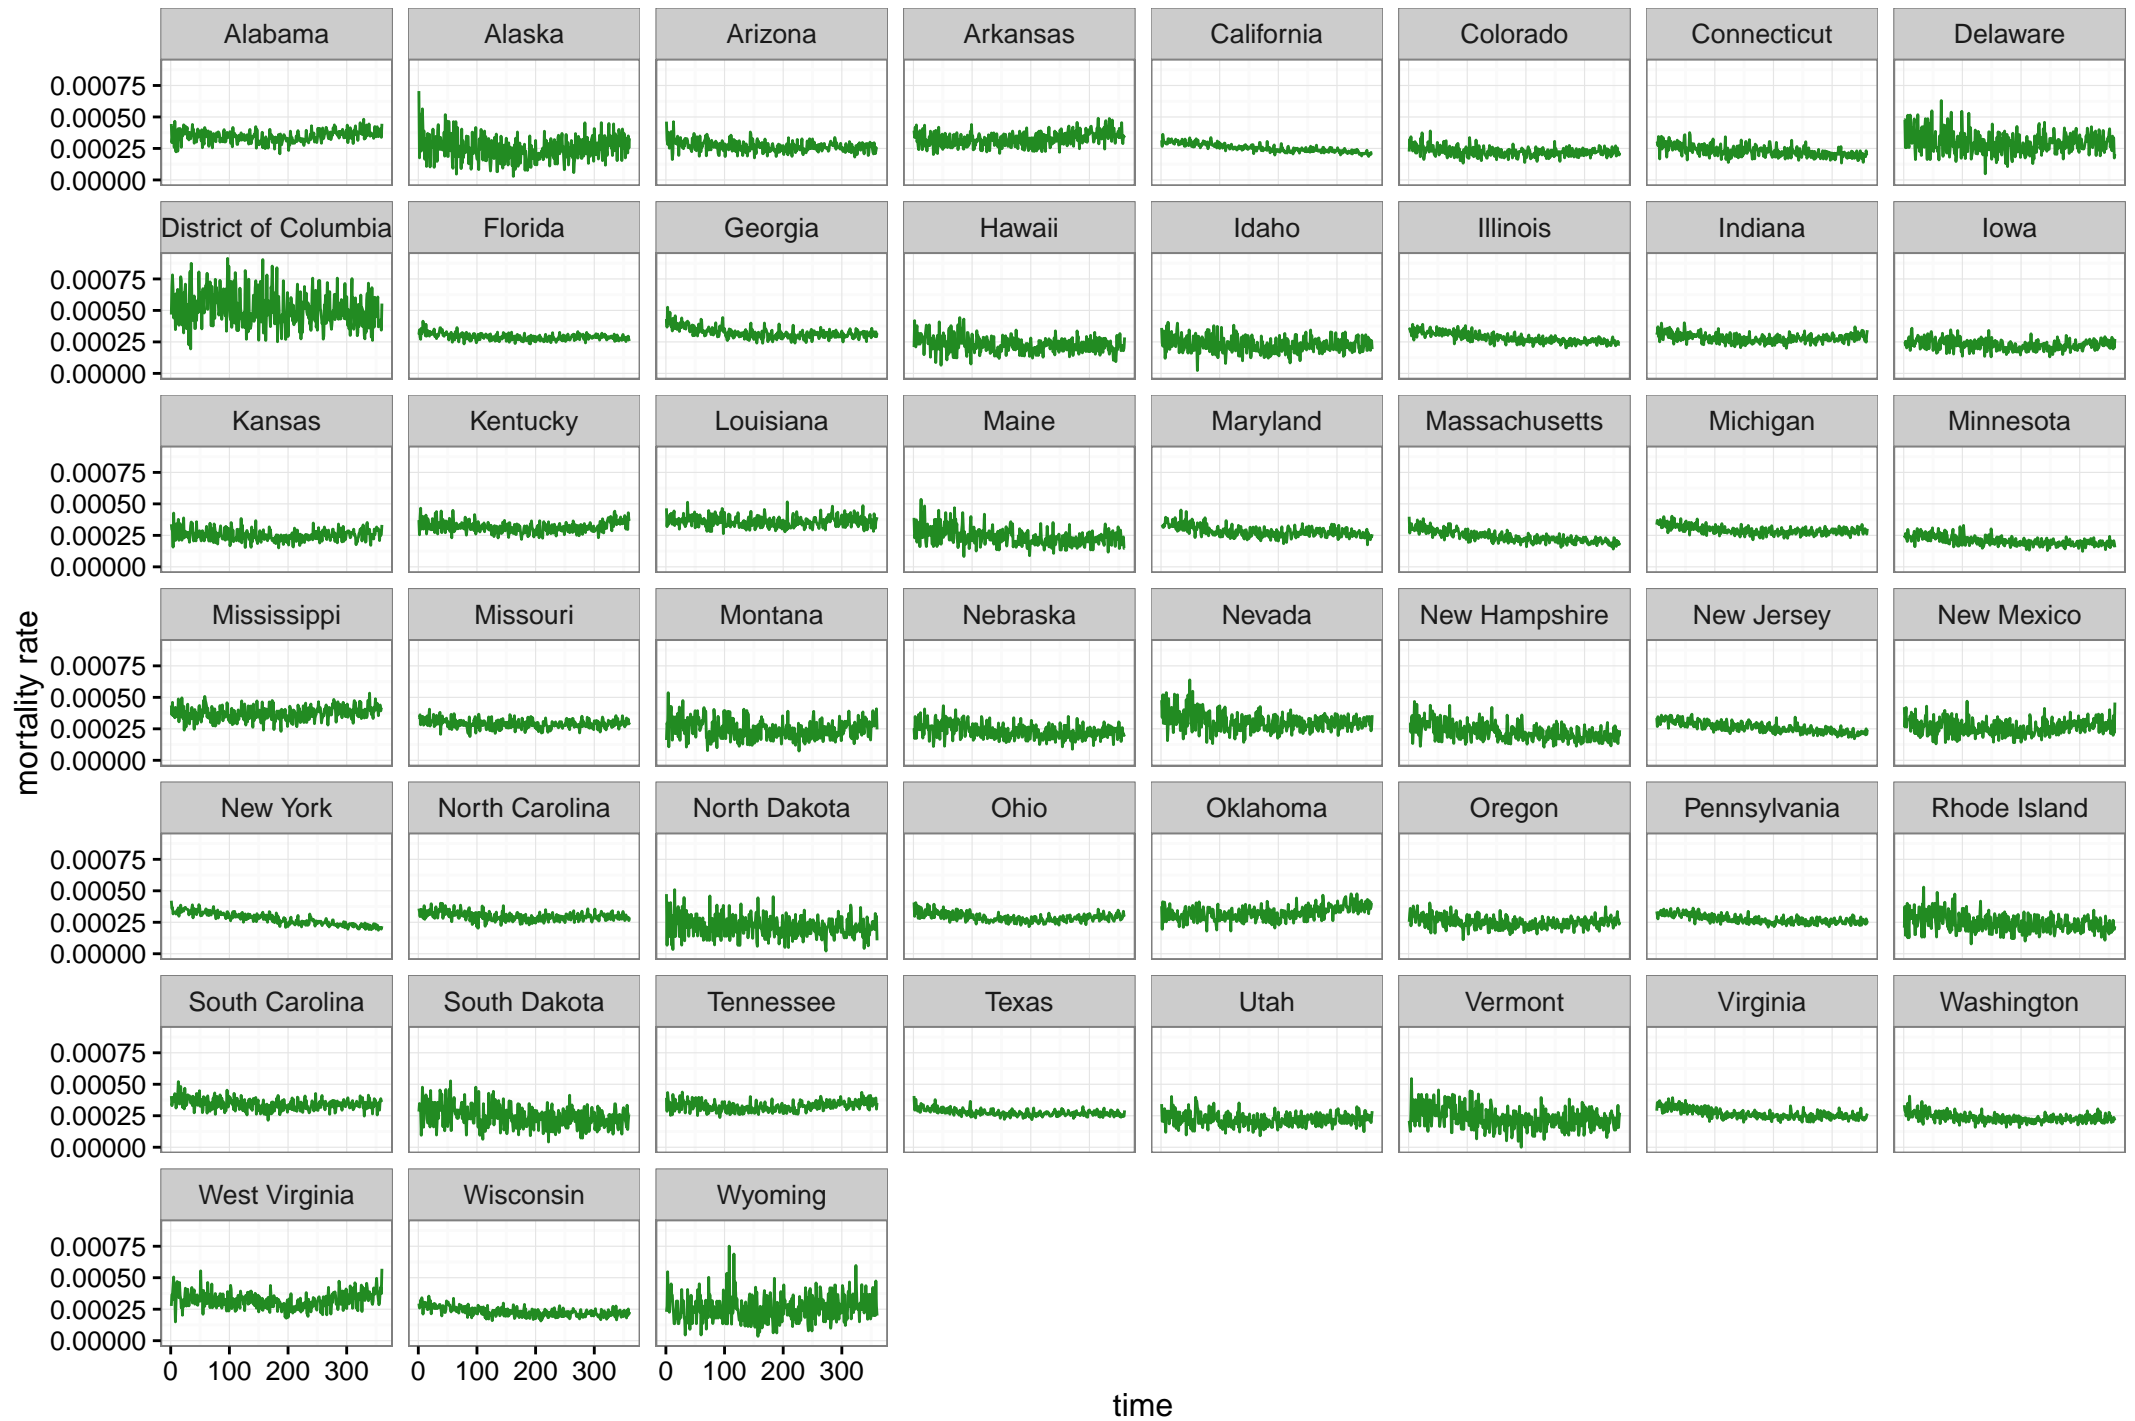 Alabama Alaska Arizona Arkansas California Colorado Connecticut Delaware
0.00075
0.00050
0.00025
0.00000
District of Columbia Florida Georgia Hawaii Idaho Illinois Indiana Iowa
0.00075
0.00050
0.00025
0.00000
Kansas Kentucky Louisiana Maine Maryland Massachusetts Michigan Minnesota
0.00075
0.00050
0.00025
0.00000
mortality rate
Mississippi Missouri Montana Nebraska Nevada New Hampshire New Jersey New Mexico
0.00075
0.00050
0.00025
0.00000
New York North Carolina North Dakota Ohio Oklahoma Oregon Pennsylvania Rhode Island
0.00075
0.00050
0.00025
0.00000
South Carolina South Dakota Tennessee Texas Utah Vermont Virginia Washington
0.00075
0.00050
0.00025
0.00000
West Virginia Wisconsin Wyoming
0.00075
0.00050
0.00025
0.00000
0 100 200 300 0 100 200 300 0 100 200 300
time